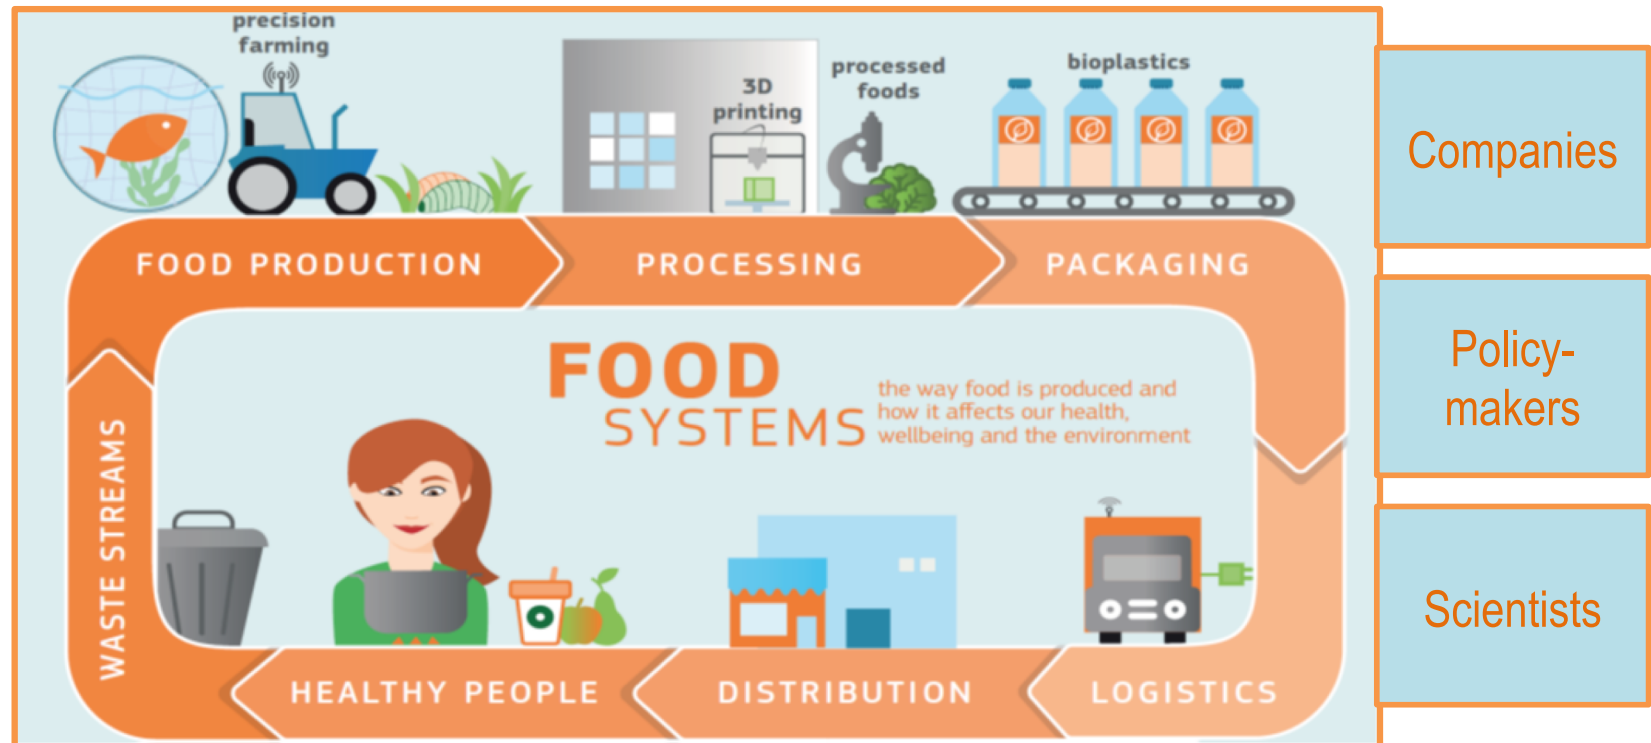 precision
farming
3D
printing
processed
foods
bioplastics
FOOD PRODUCTION
PROCESSING
PACKAGING
FOOD
SYSTEMS
the way food is produced and
how it affects our health,
wellbeing and the environment
WASTE STREAMS
HEALTHY PEOPLE
DISTRIBUTION
LOGISTICS
Companies
Policy-
makers
Scientists